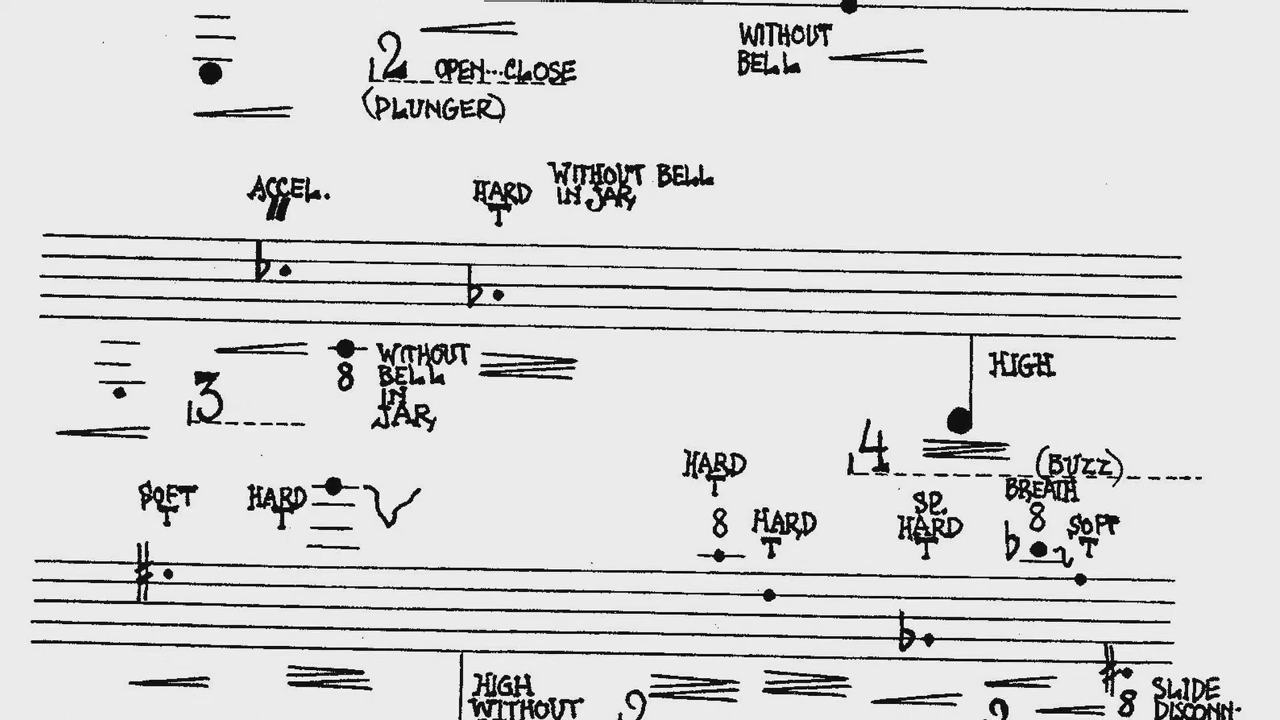 WITHOUT
BELL
2 OPEN...CLOSE
(PLUNGER)
ACCEL.
HARD
T
WITHOUT BELL
IN JAR
HIGH
3
8
WITHOUT
BELL
IN
JAR
4
(BUZZ)
SOFT
T
HARD
T
HARD
T
8
HARD
T
SP.
HARD
T
BREATH
8
SOFT
T
HIGH
WITHOUT
8
SLIDE
DISCONN.